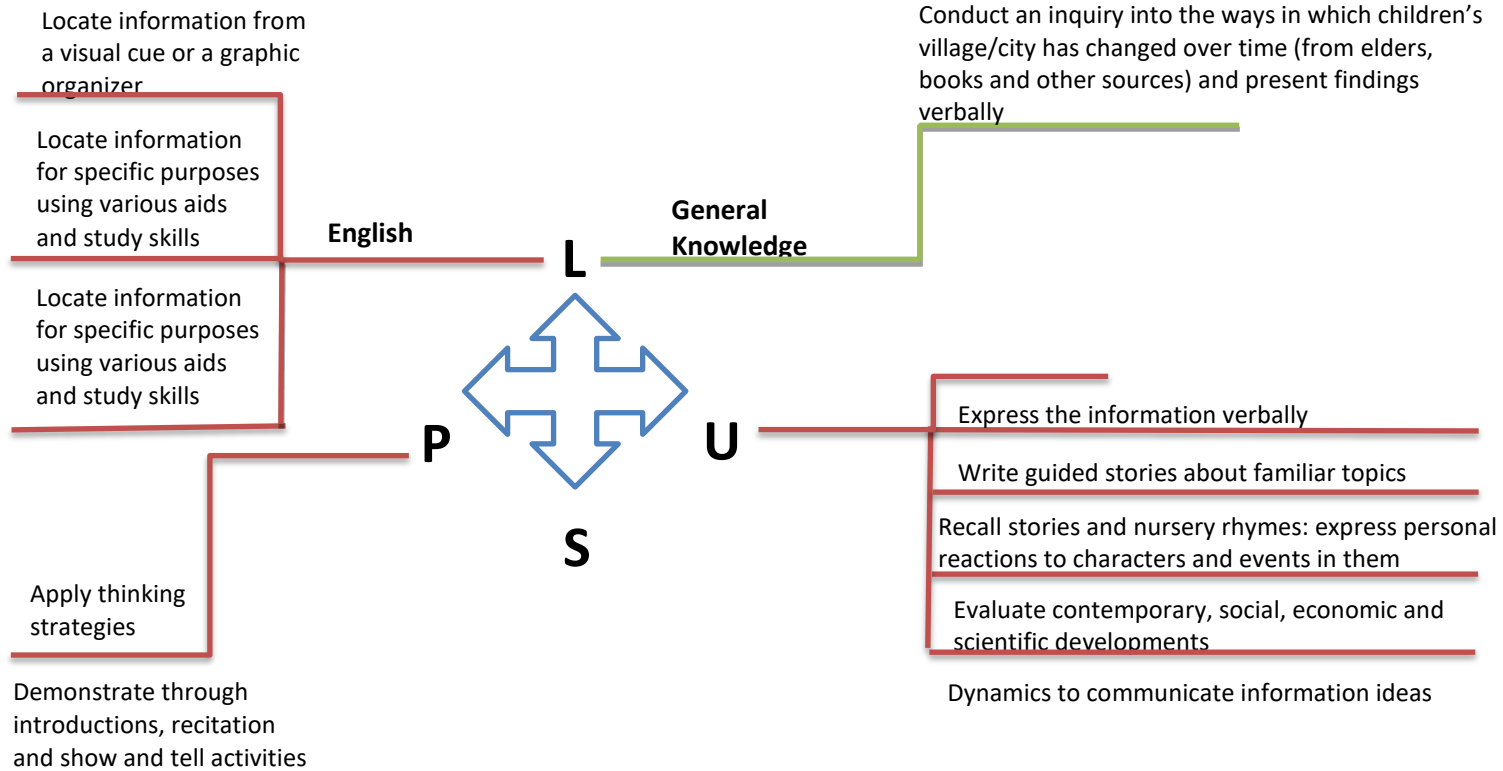 Locate information from
a visual cue or a graphic
organizer
Locate information
for specific purposes
using various aids
and study skills
Locate information
for specific purposes
using various aids
and study skills
English
L
General
Knowledge
Conduct an inquiry into the ways in which children’s
village/city has changed over time (from elders,
books and other sources) and present findings
verbally
P
U
S
Express the information verbally
Write guided stories about familiar topics
Recall stories and nursery rhymes: express personal
reactions to characters and events in them
Evaluate contemporary, social, economic and
scientific developments
Dynamics to communicate information ideas
Apply thinking
strategies
Demonstrate through
introductions, recitation
and show and tell activities